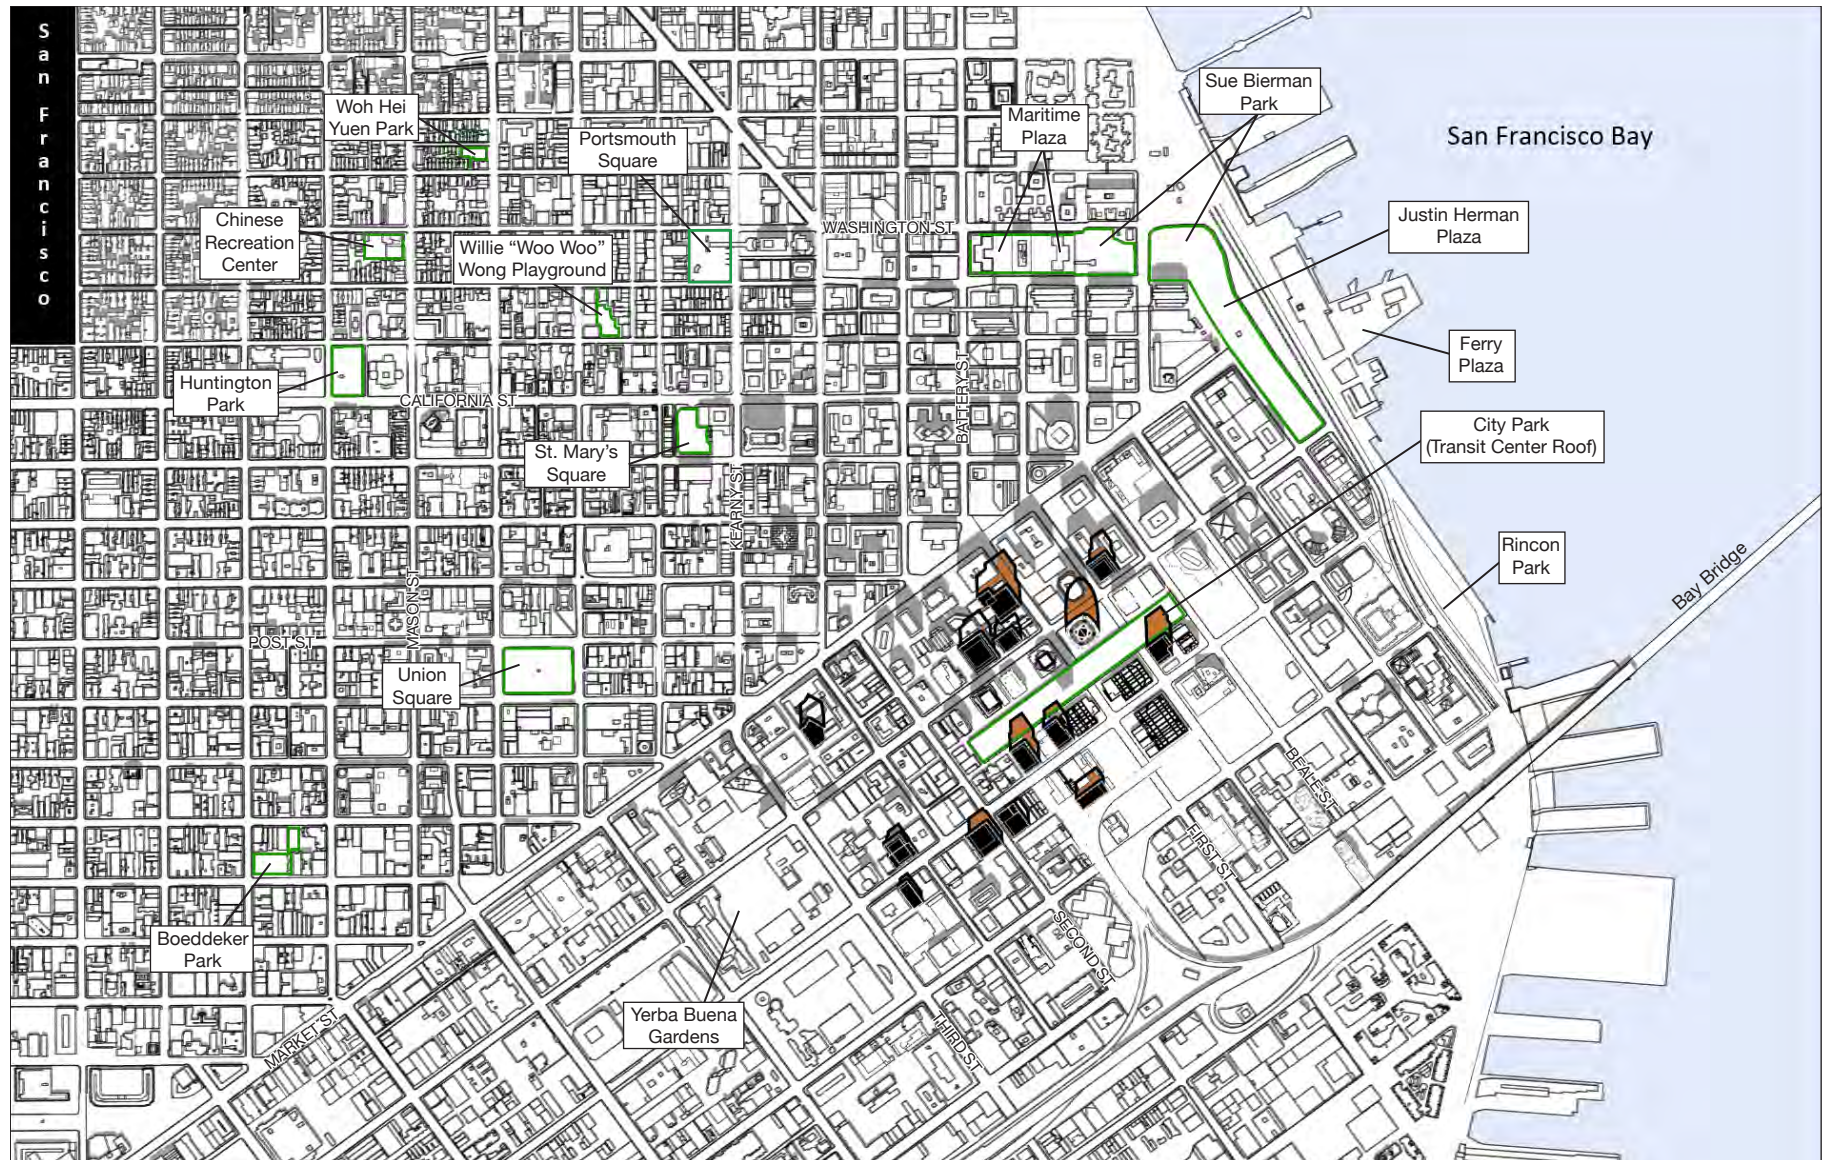 San Francisco
Sue Bierman
Park
Woh Hei
Yuen Park
Maritime
Plaza
Portsmouth
Square
San Francisco Bay
Chinese
Recreation
Center
Justin Herman
Plaza
WASHINGTON ST
Willie “Woo Woo”
Wong Playground
Ferry
Plaza
Huntington
Park
BATTERY ST
CALIFORNIA ST
City Park
(Transit Center Roof)
St. Mary’s
Square
KEARNY ST
Rincon
Park
Bay Bridge
MASON ST
POST ST
Union
Square
BEALE ST
FIRST ST
Boeddeker
Park
SECOND ST
Yerba Buena
Gardens
MARKET ST
THIRD ST